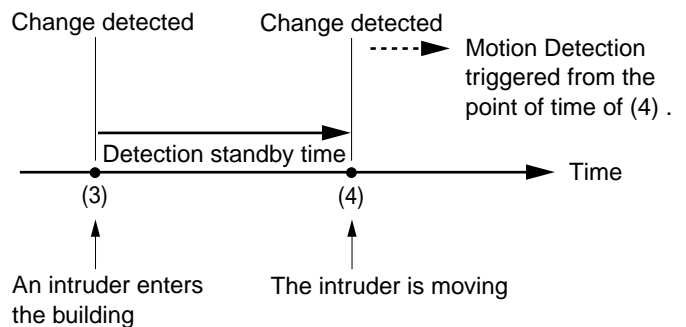 Change detected
Change detected
Motion Detection
triggered from the
point of time of (4) .
Detection standby time
Time
(3)
(4)
An intruder enters
the building
The intruder is moving